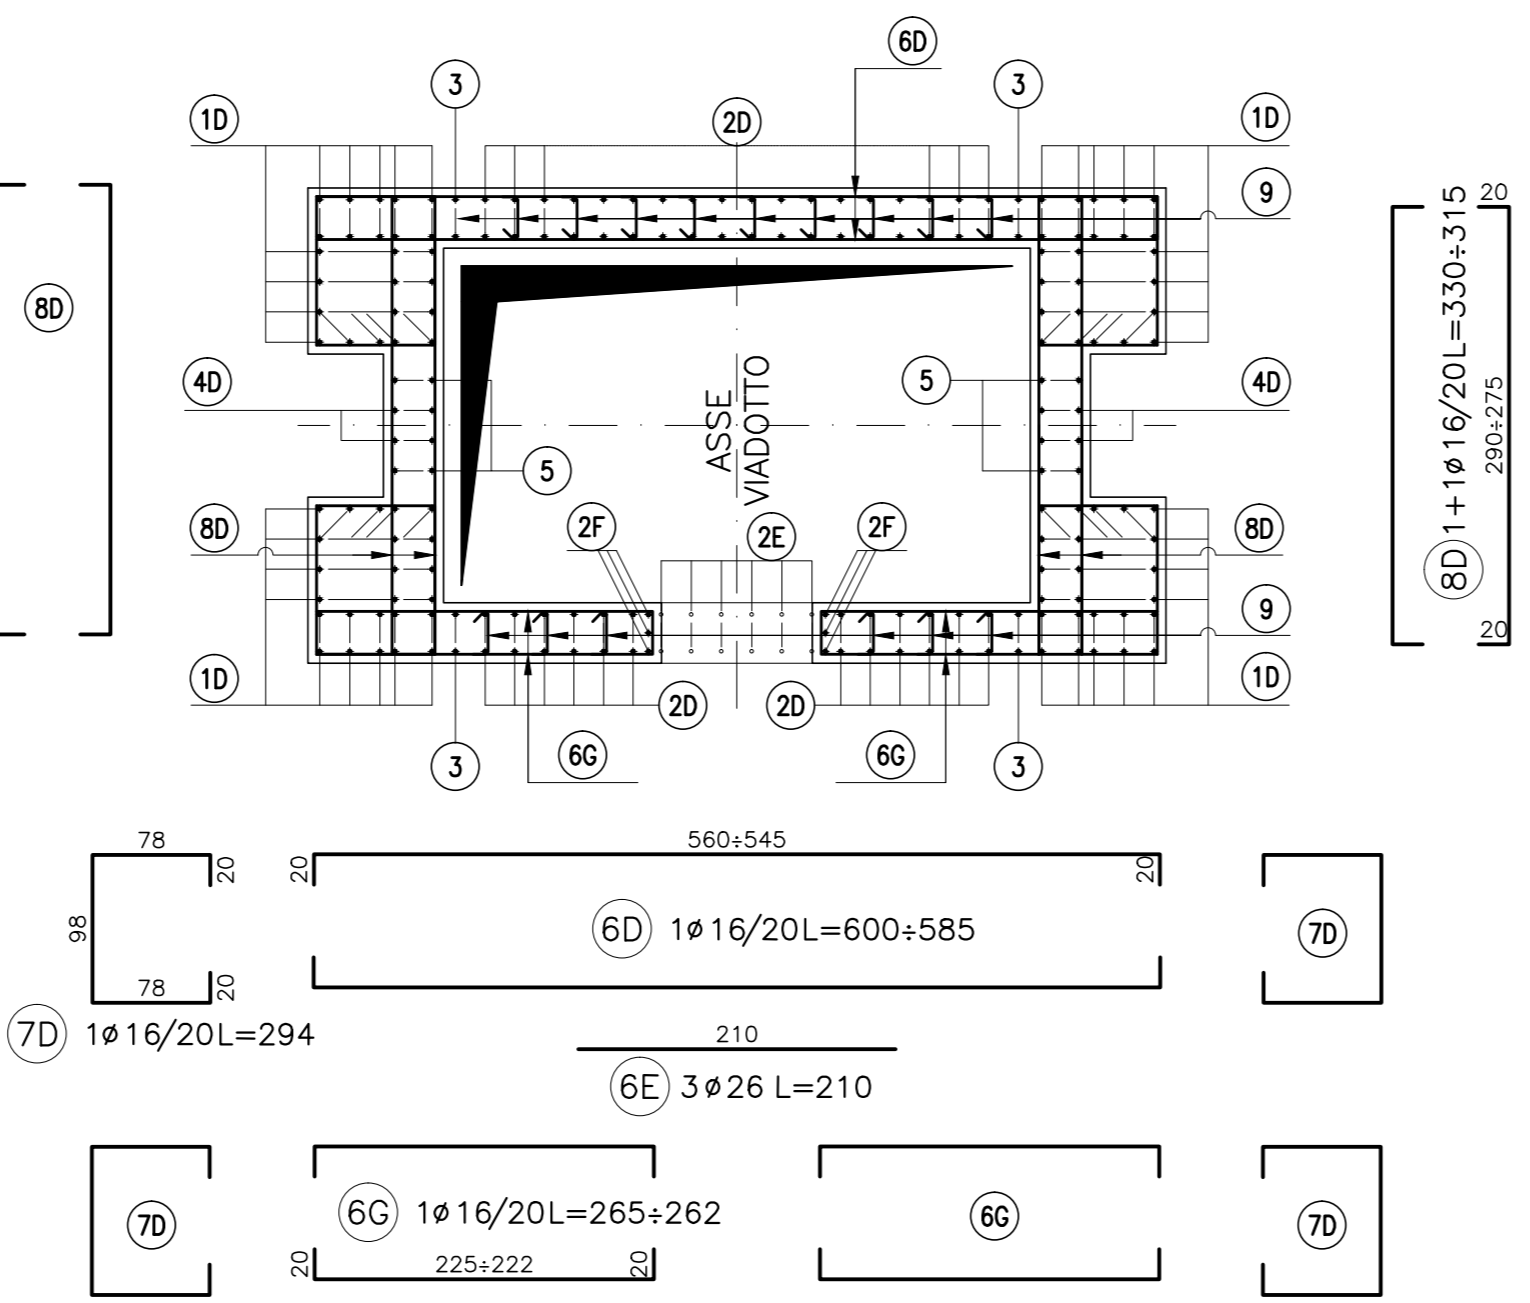 6D
3
3
1D
2D
1D
9
8D
20
8D 1+1ø16/20L=330÷315
290÷275
20
4D
5
4D
ASSE
VIADOTTO
5
2F
2E
2F
8D
8D
9
1D
2D
2D
1D
3
6G
6G
3
78
20
98
78
20
7D 1ø16/20L=294
560÷545
20
20
6D 1ø16/20L=600÷585
7D
210
6E 3ø26 L=210
7D
6G 1ø16/20L=265÷262
20
225÷222
20
6G
7D